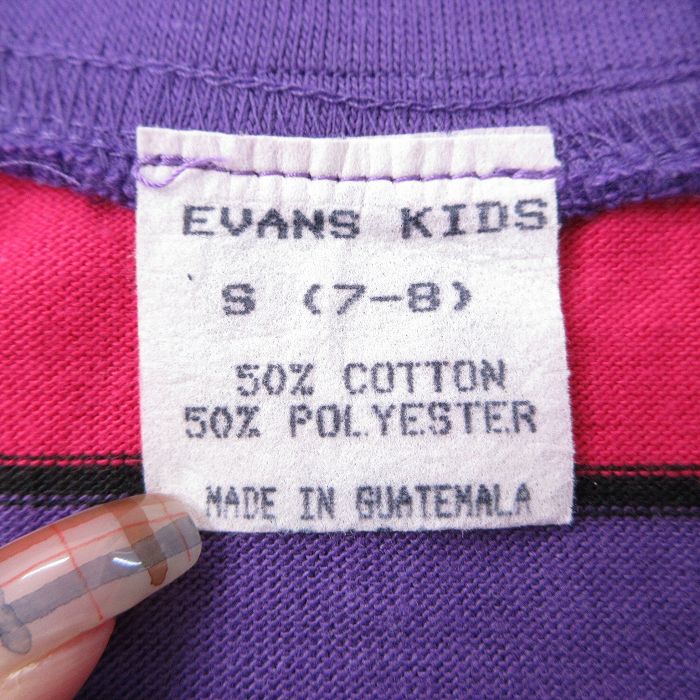 EVANS KIDS
S (7-8)
50% COTTON
50% POLYESTER
MADE IN GUATEMALA